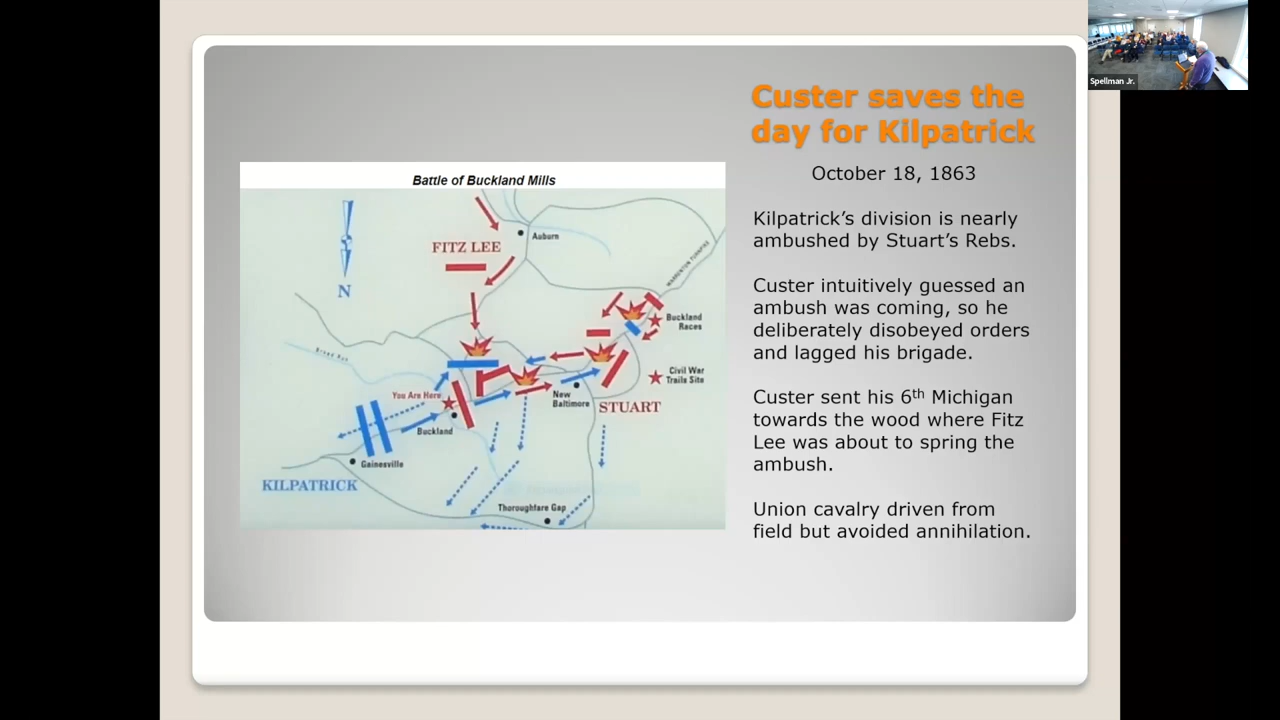 Spellman Jr.
Custer saves the
day for Kilpatrick
October 18, 1863
Kilpatrick's division is nearly
ambushed by Stuart's Rebs.
Custer intuitively guessed an
ambush was coming, so he
deliberately disobeyed orders
and lagged his brigade.
Custer sent his 6th Michigan
towards the wood where Fitz
Lee was about to spring the
ambush.
Union cavalry driven from
field but avoided annihilation.
Battle of Buckland Mills
Auburn
FITZ LEE
WARRENTON TURNPIKE
N
Buckland
Races
Broad Run
Civil War
Trails Site
You Are Here
New
Baltimore
STUART
Buckland
Gainesville
KILPATRICK
Thoroughfare Gap